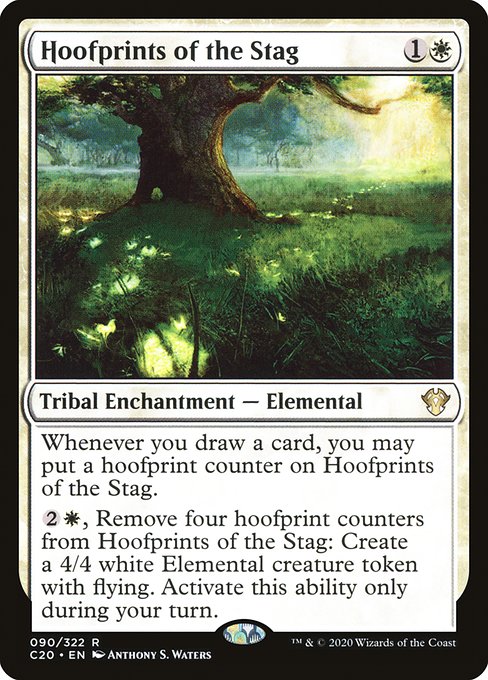 Hoofprints of the Stag 1
Tribal Enchantment — Elemental
Whenever you draw a card, you may
put a hoofprint counter on Hoofprints
of the Stag.
2, Remove four hoofprint counters
from Hoofprints of the Stag: Create
a 4/4 white Elemental creature token
with flying. Activate this ability only
during your turn.
090/322 R
™ & © 2020 Wizards of the Coast
C20 • EN Anthony S. Waters